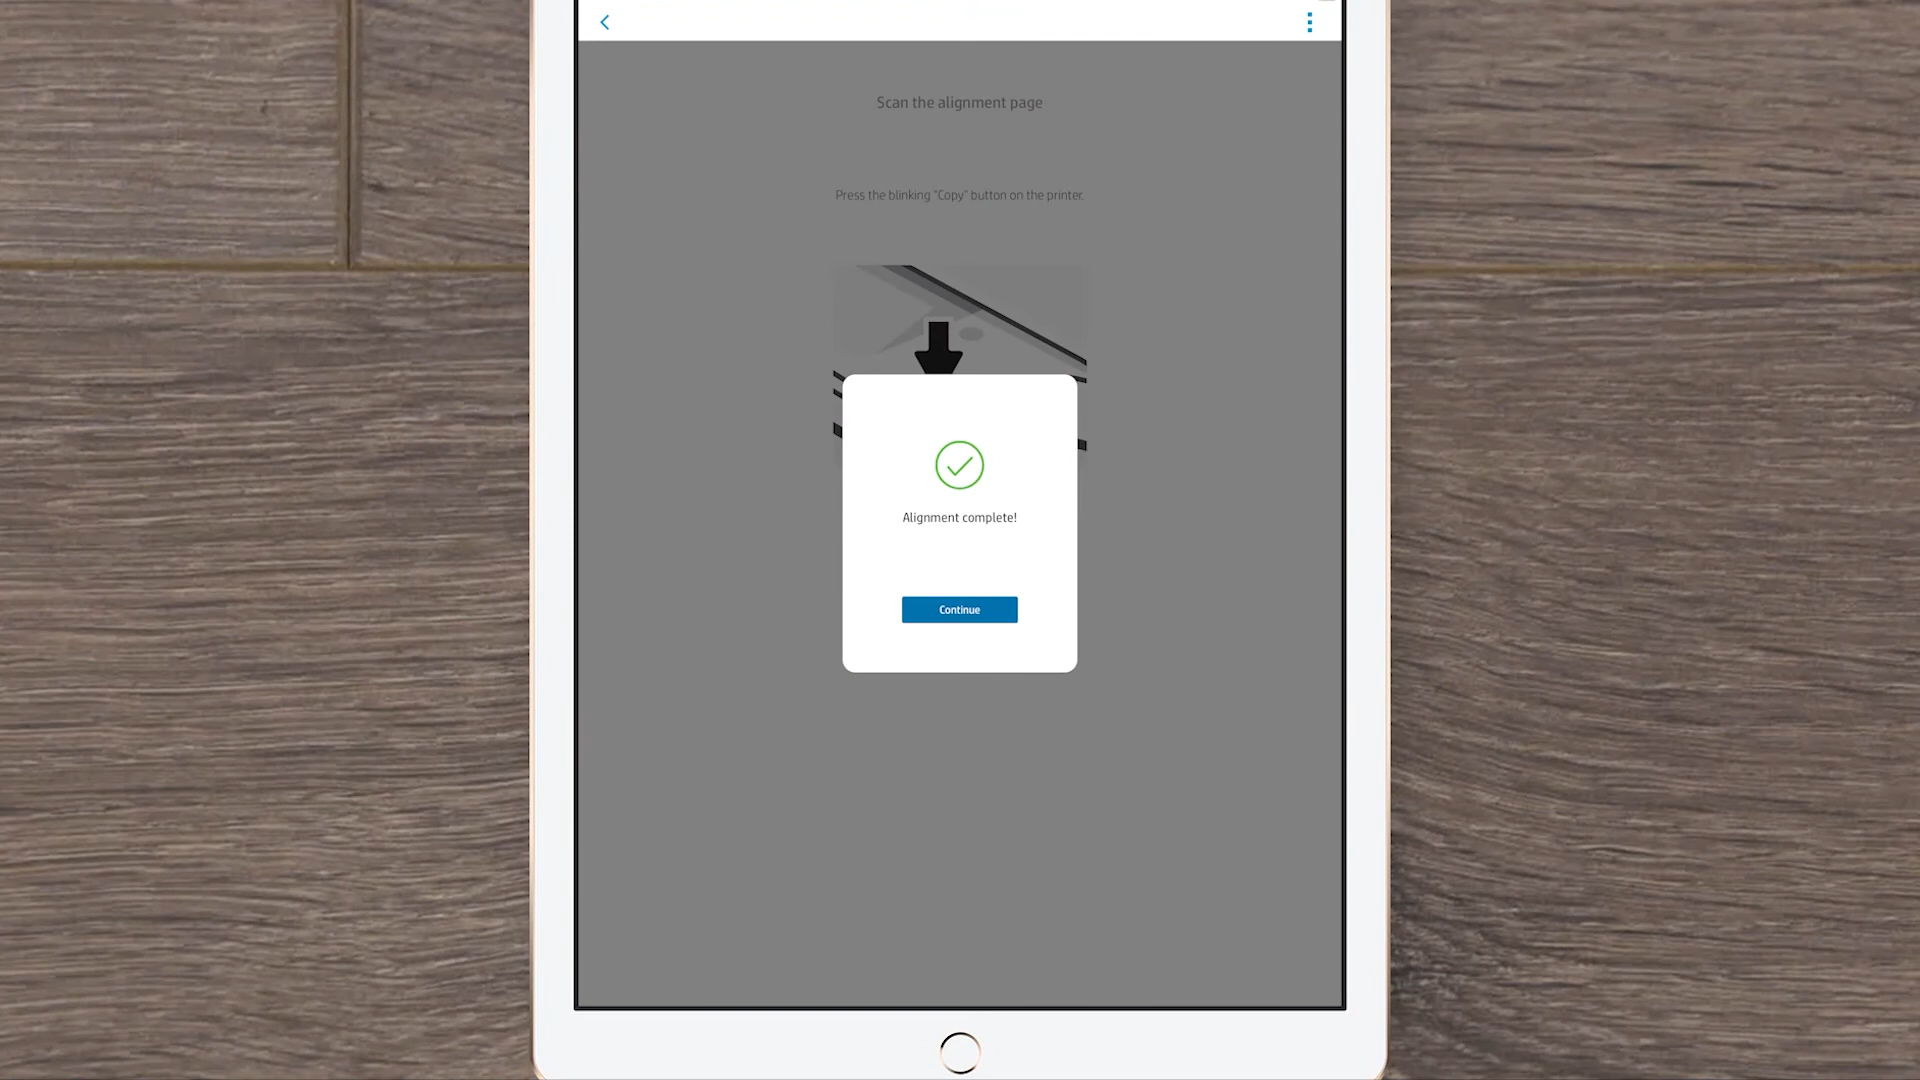 Scan the alignment page
Press the blinking "Copy" button on the printer.
Alignment complete!
Continue